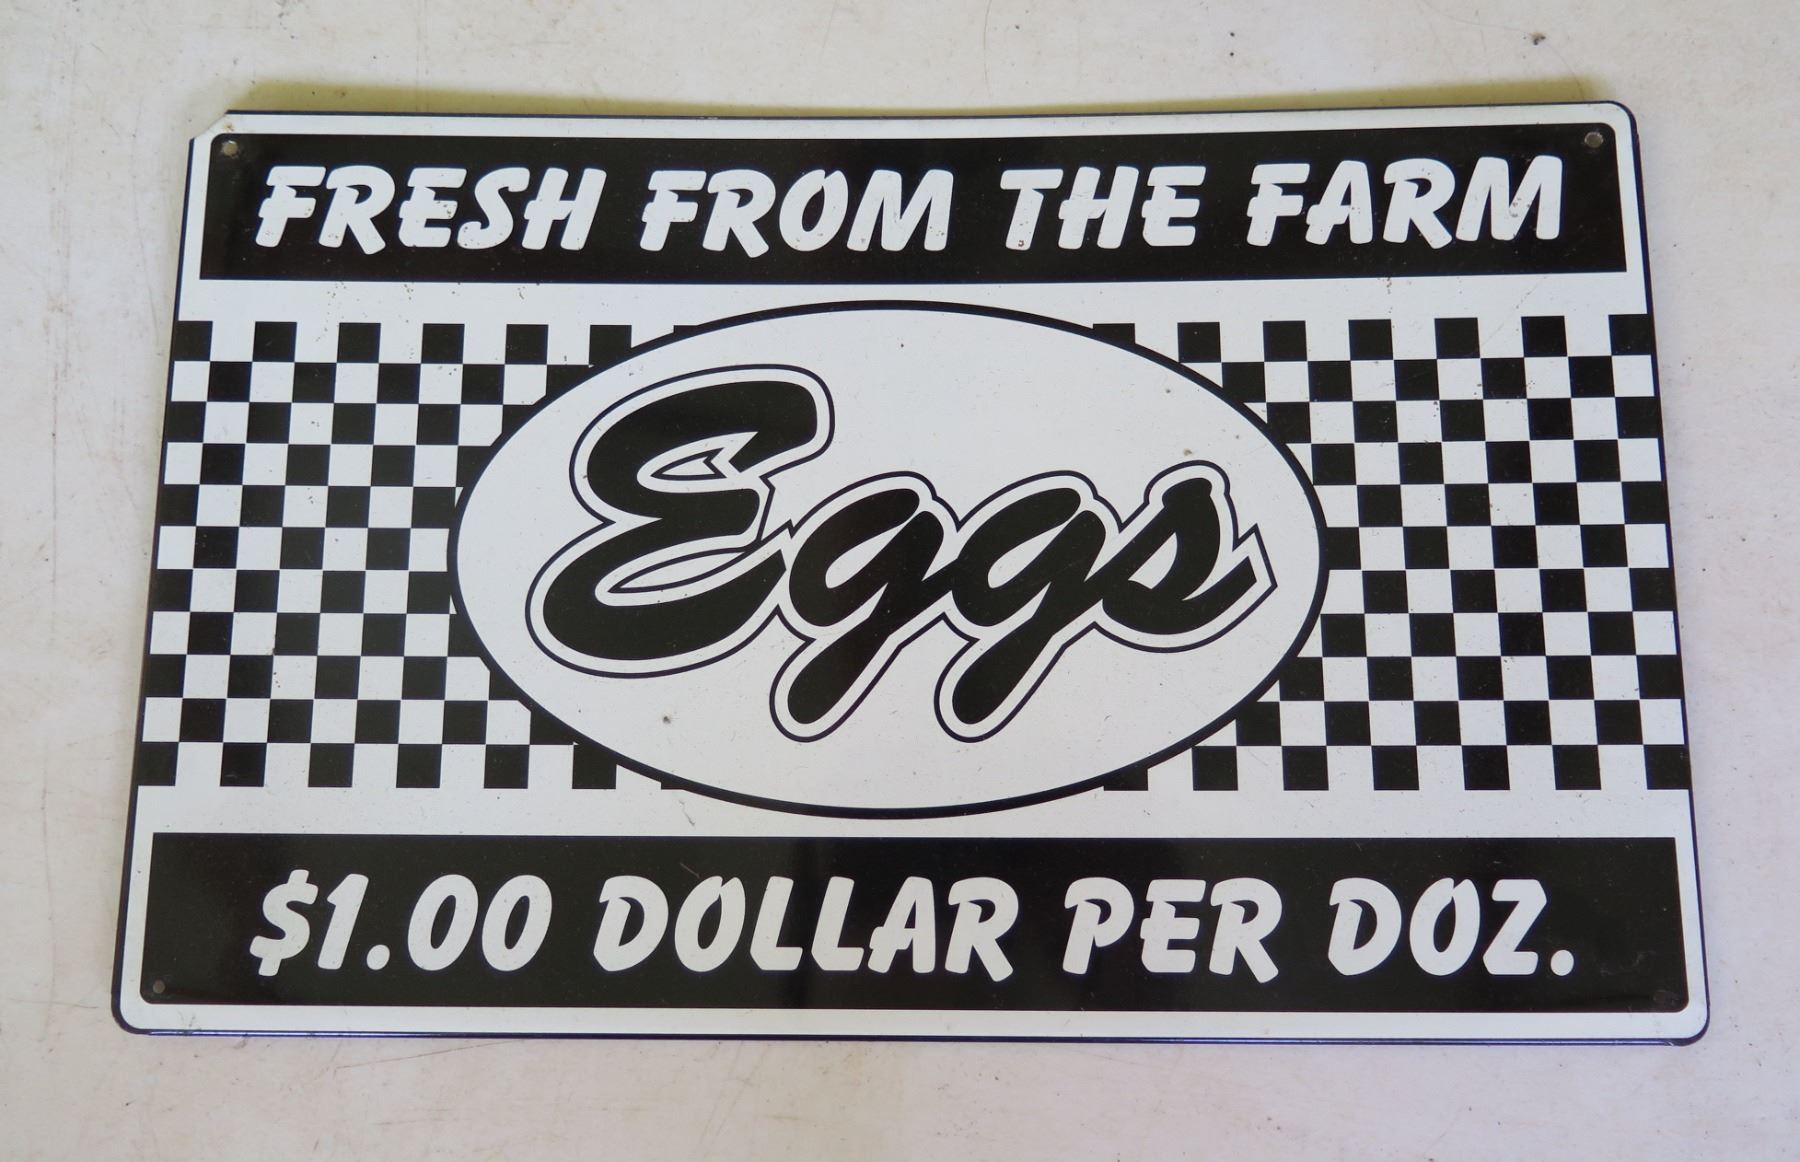 FRESH FROM THE FARM
Eggs
$1.00 DOLLAR PER DOZ.